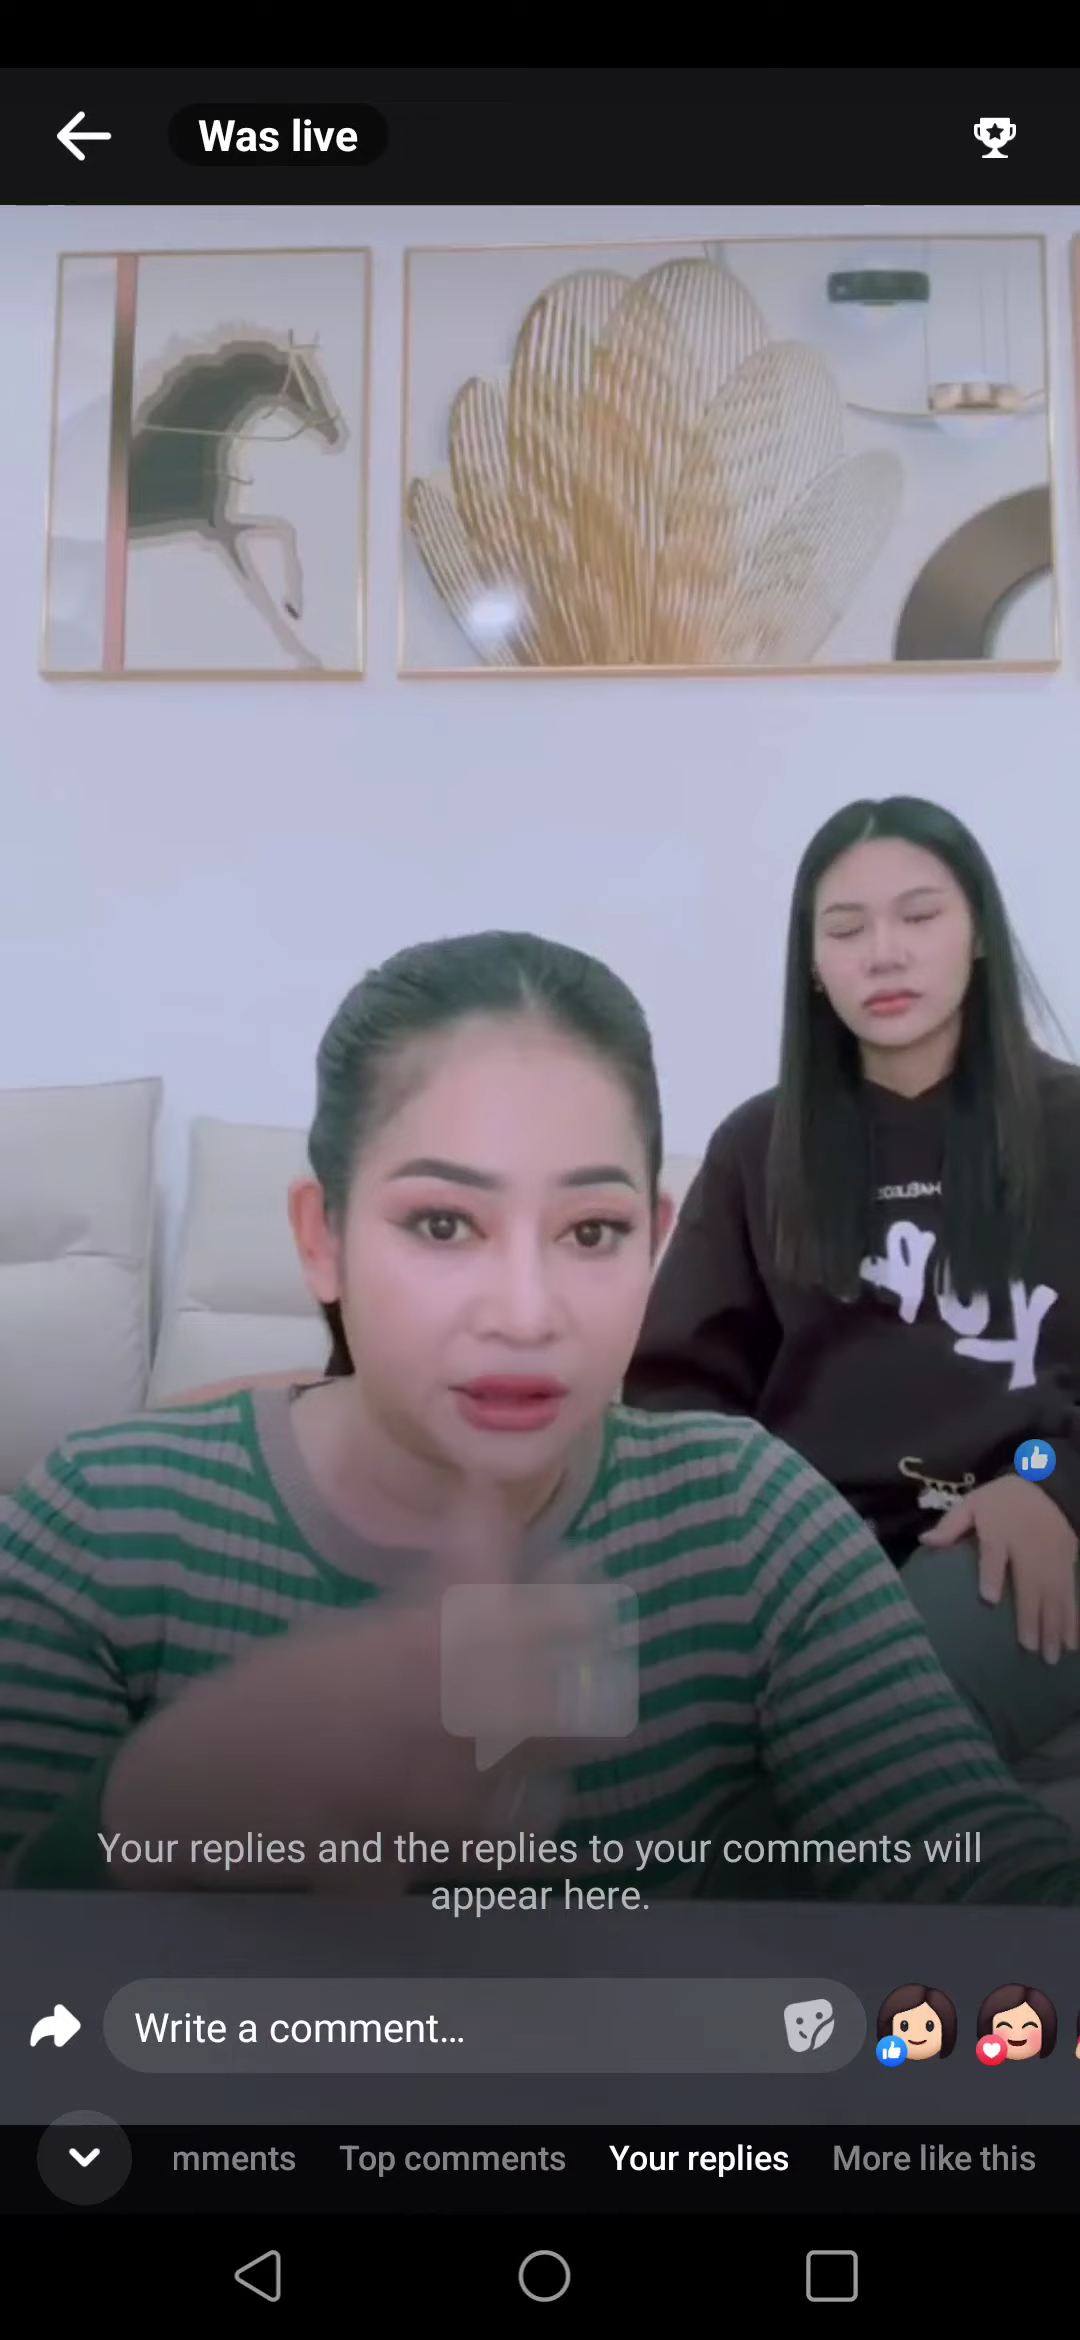 Was live
Your replies and the replies to your comments will
appear here.
Write a comment...
mments
Top comments
Your replies
More like this